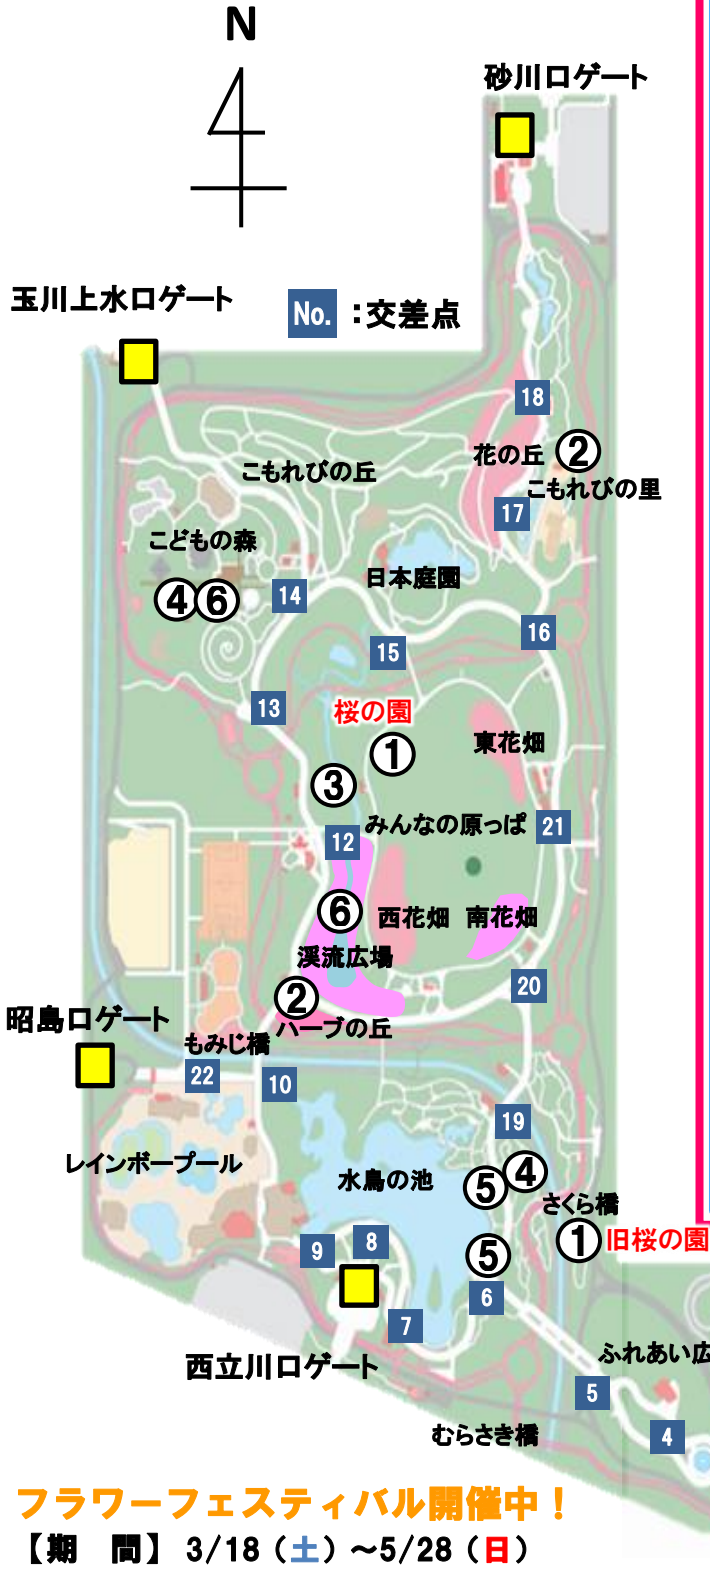 N
砂川口ゲート
玉川上水口ゲート
No. ：交差点
18
花の丘 ②
こもれびの丘
こもれびの里
17
こどもの森
日本庭園
④⑥
14
16
15
13
桜の園
①
東花畑
③
みんなの原っぱ
21
12
⑥
西花畑 南花畑
渓流広場
20
②
昭島口ゲート
ハーブの丘
もみじ橋
22
10
19
レインボープール
水鳥の池
⑤④
さくら橋
① 旧桜の園
9
8
⑤
6
7
西立川口ゲート
ふれあい広
5
4
むらさき橋
フラワーフェスティバル開催中！
【期　間】 3/18（土）～5/28（日）